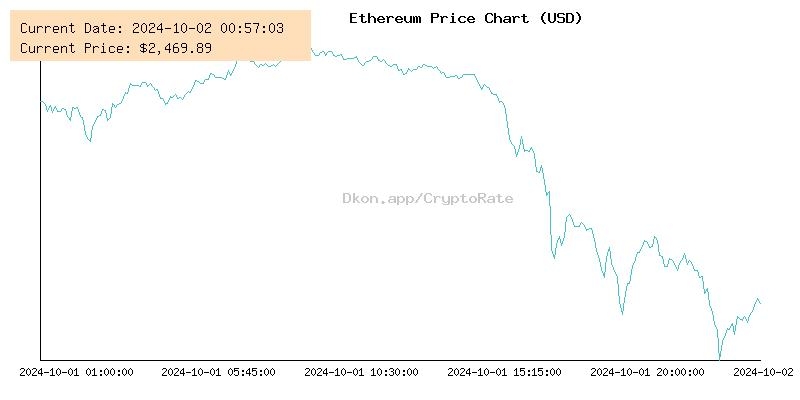 Ethereum Price Chart (USD)
Current Date: 2024-10-02 00:57:03
Current Price: $2,469.89
Dkon.app/CryptoRate
2024-10-01 01:00:00 2024-10-01 05:45:00 2024-10-01 10:30:00 2024-10-01 15:15:00 2024-10-01 20:00:00 2024-10-02